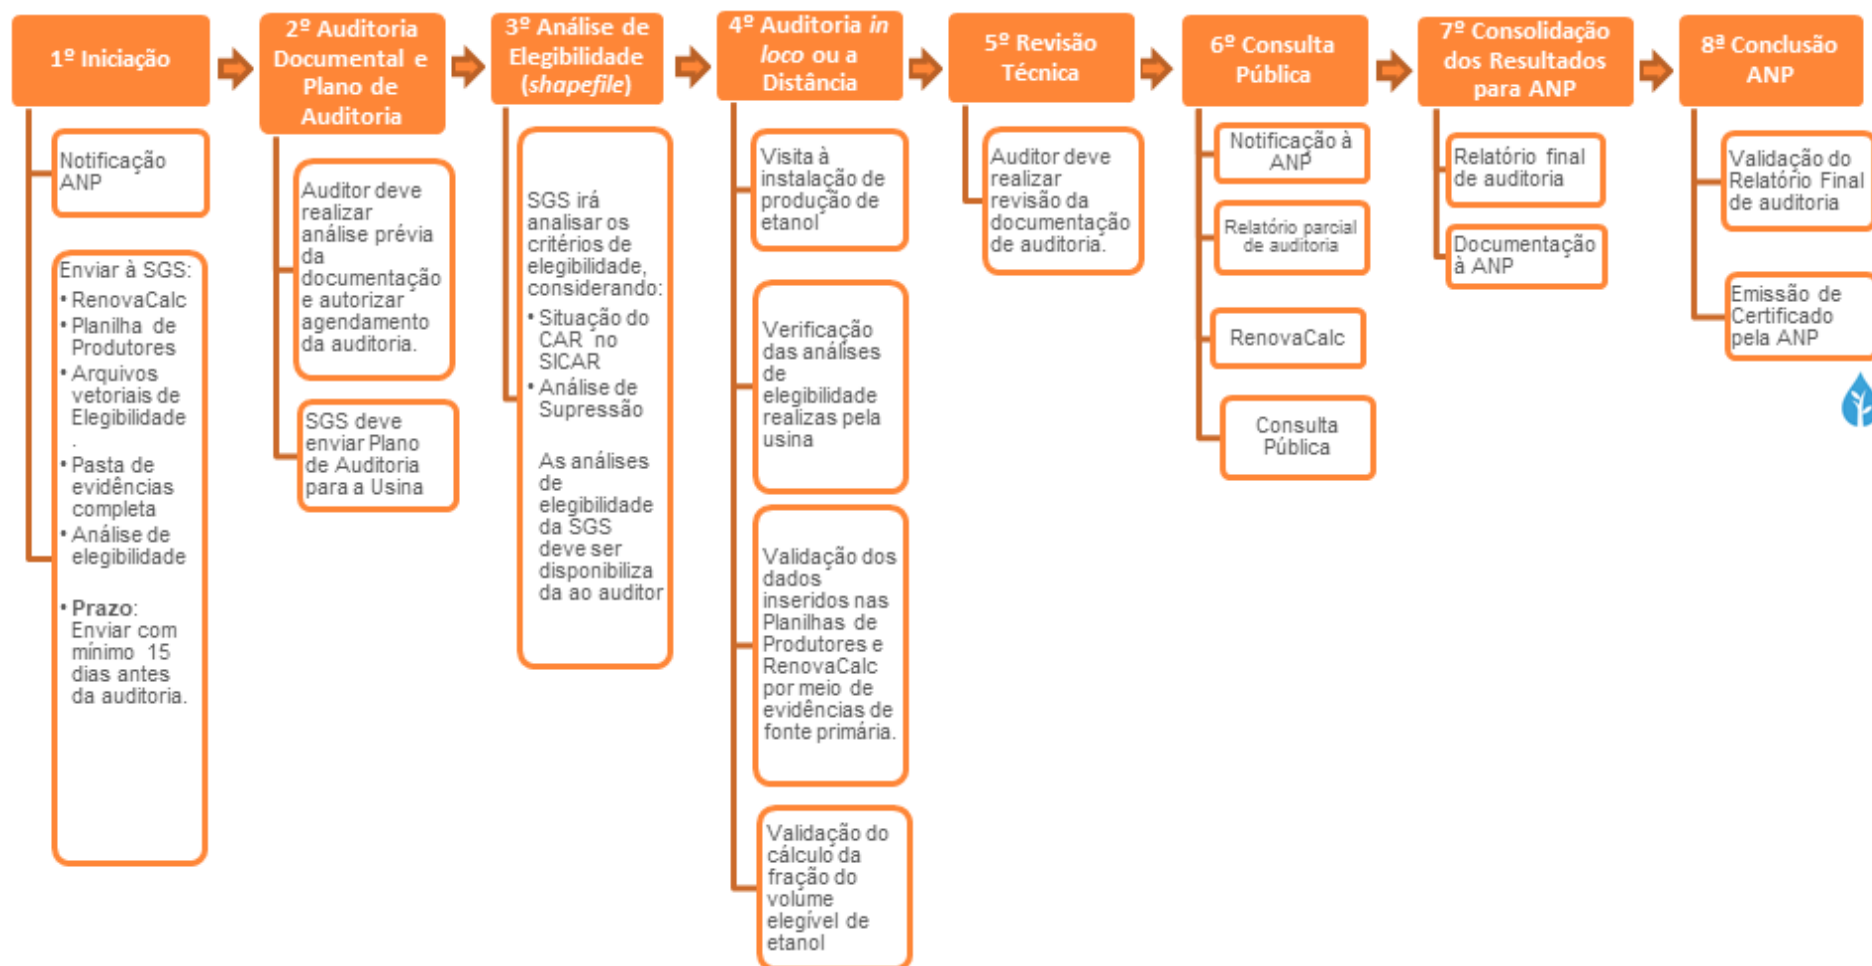 1º Iniciação
Notificação
ANP
Enviar à SGS:
• RenovaCalc
• Planilha de
Produtores
• Arquivos
vetoriais de
Elegibilidade
.
• Pasta de
evidências
completa
• Análise de
elegibilidade
• Prazo:
Enviar com
mínimo 15
dias antes
da auditoria.
2º Auditoria
Documental e
Plano de
Auditoria
Auditor deve
realizar
análise prévia
da
documentação
e autorizar
agendamento
da auditoria.
SGS deve
enviar Plano
de Auditoria
para a Usina
3º Análise de
Elegibilidade
(shapefile)
SGS irá
analisar os
critérios de
elegibilidade,
considerando:
• Situação do
CAR no
SICAR
• Análise de
Supressão
As análises
de
elegibilidade
da SGS
deve ser
disponibiliza
da ao auditor
4º Auditoria in
loco ou a
Distância
Visita à
instalação de
produção de
etanol
Verificação
das análises
de
elegibilidade
realizas pela
usina
Validação dos
dados
inseridos nas
Planilhas de
Produtores e
RenovaCalc
por meio de
evidências de
fonte primária.
Validação do
cálculo da
fração do
volume
elegível de
etanol
5º Revisão
Técnica
Auditor deve
realizar
revisão da
documentação
de auditoria.
6º Consulta
Pública
Notificação à
ANP
Relatório parcial
de auditoria
RenovaCalc
Consulta
Pública
7º Consolidação
dos Resultados
para ANP
Relatório final
de auditoria
Documentação
à ANP
8ª Conclusão
ANP
Validação do
Relatório Final
de auditoria
Emissão de
Certificado
pela ANP